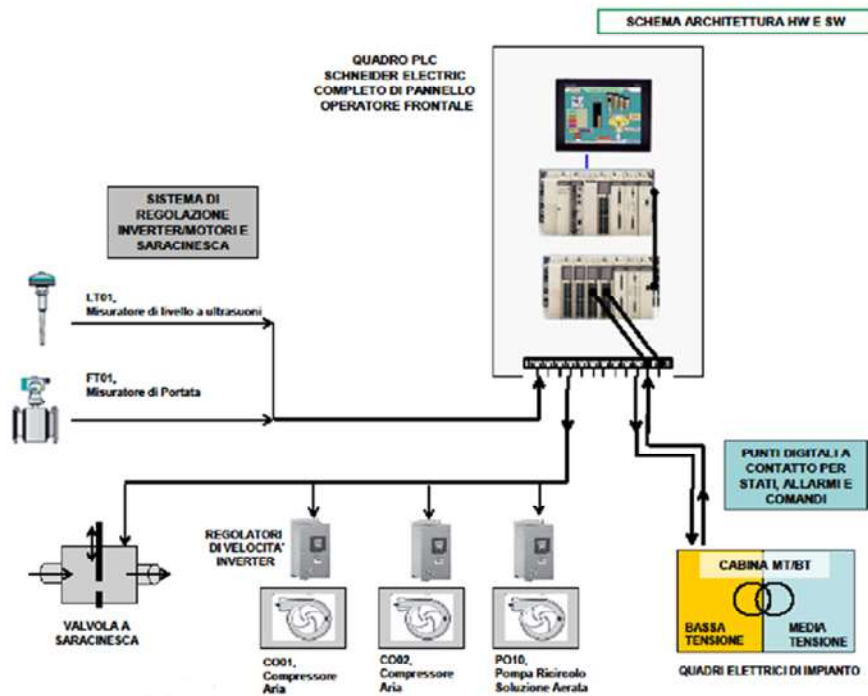 SCHEMA ARCHITETTURA HW E SW
QUADRO PLC
SCHNEIDER ELECTRIC
COMPLETO DI PANNELLO
OPERATORE FRONTALE
SISTEMA DI
REGOLAZIONE
INVERTER/MOTORI E
SARACINESCA
LT01,
Misuratore di livello a ultrasuoni
FT01,
Misuratore di Portata
PUNTI DIGITALI A
CONTATTO PER
STATI, ALLARMI E
COMANDI
REGOLATORI
DI VELOCITA'
INVERTER
VALVOLA A
SARACINESCA
CO01,
Compressore
Aria
CO02,
Compressore
Aria
PO10,
Pompa Ricircolo
Soluzione Aerata
CABINA MT/BT
BASSA
TENSIONE
MEDIA
TENSIONE
QUADRI ELETTRICI DI IMPIANTO